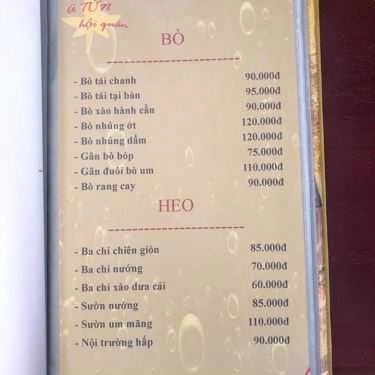 A TỬN
hội quán
BÒ
- Bò tái chanh 90.000đ
- Bò tái tại bàn 95.000đ
- Bò xào hành cần 90.000đ
- Bò nhúng ớt 120.000đ
- Bò nhúng dấm 120.000đ
- Gân bò bóp 75.000đ
- Gân đuôi bò um 110.000đ
- Bò rang cay 90.000đ
HEO
- Ba chỉ chiên giòn 85.000đ
- Ba chỉ nướng 70.000đ
- Ba chỉ xào dưa cải 60.000đ
- Sườn nướng 85.000đ
- Sườn um măng 110.000đ
- Nội trường hấp 90.000đ